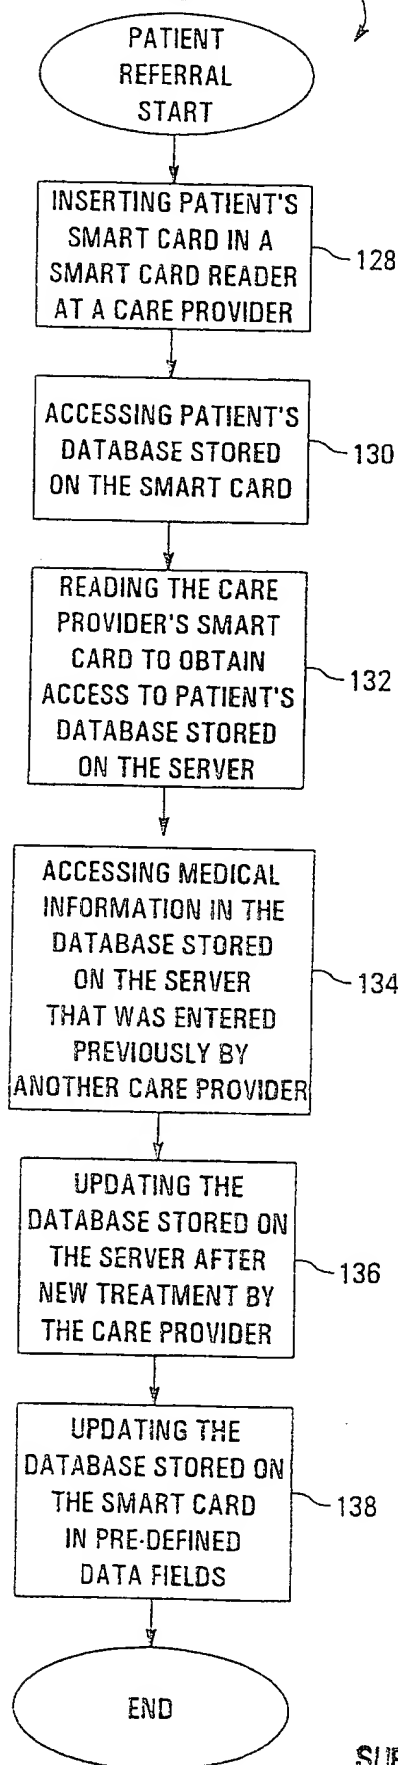 PATIENT
REFERRAL
START
INSERTING PATIENT'S
SMART CARD IN A
SMART CARD READER
AT A CARE PROVIDER
128
ACCESSING PATIENT'S
DATABASE STORED
ON THE SMART CARD
130
READING THE CARE
PROVIDER'S SMART
CARD TO OBTAIN
ACCESS TO PATIENT'S
DATABASE STORED
ON THE SERVER
132
ACCESSING MEDICAL
INFORMATION IN THE
DATABASE STORED
ON THE SERVER
THAT WAS ENTERED
PREVIOUSLY BY
ANOTHER CARE PROVIDER
134
UPDATING THE
DATABASE STORED ON
THE SERVER AFTER
NEW TREATMENT BY
THE CARE PROVIDER
136
UPDATING THE
DATABASE STORED ON
THE SMART CARD
IN PRE-DEFINED
DATA FIELDS
138
END